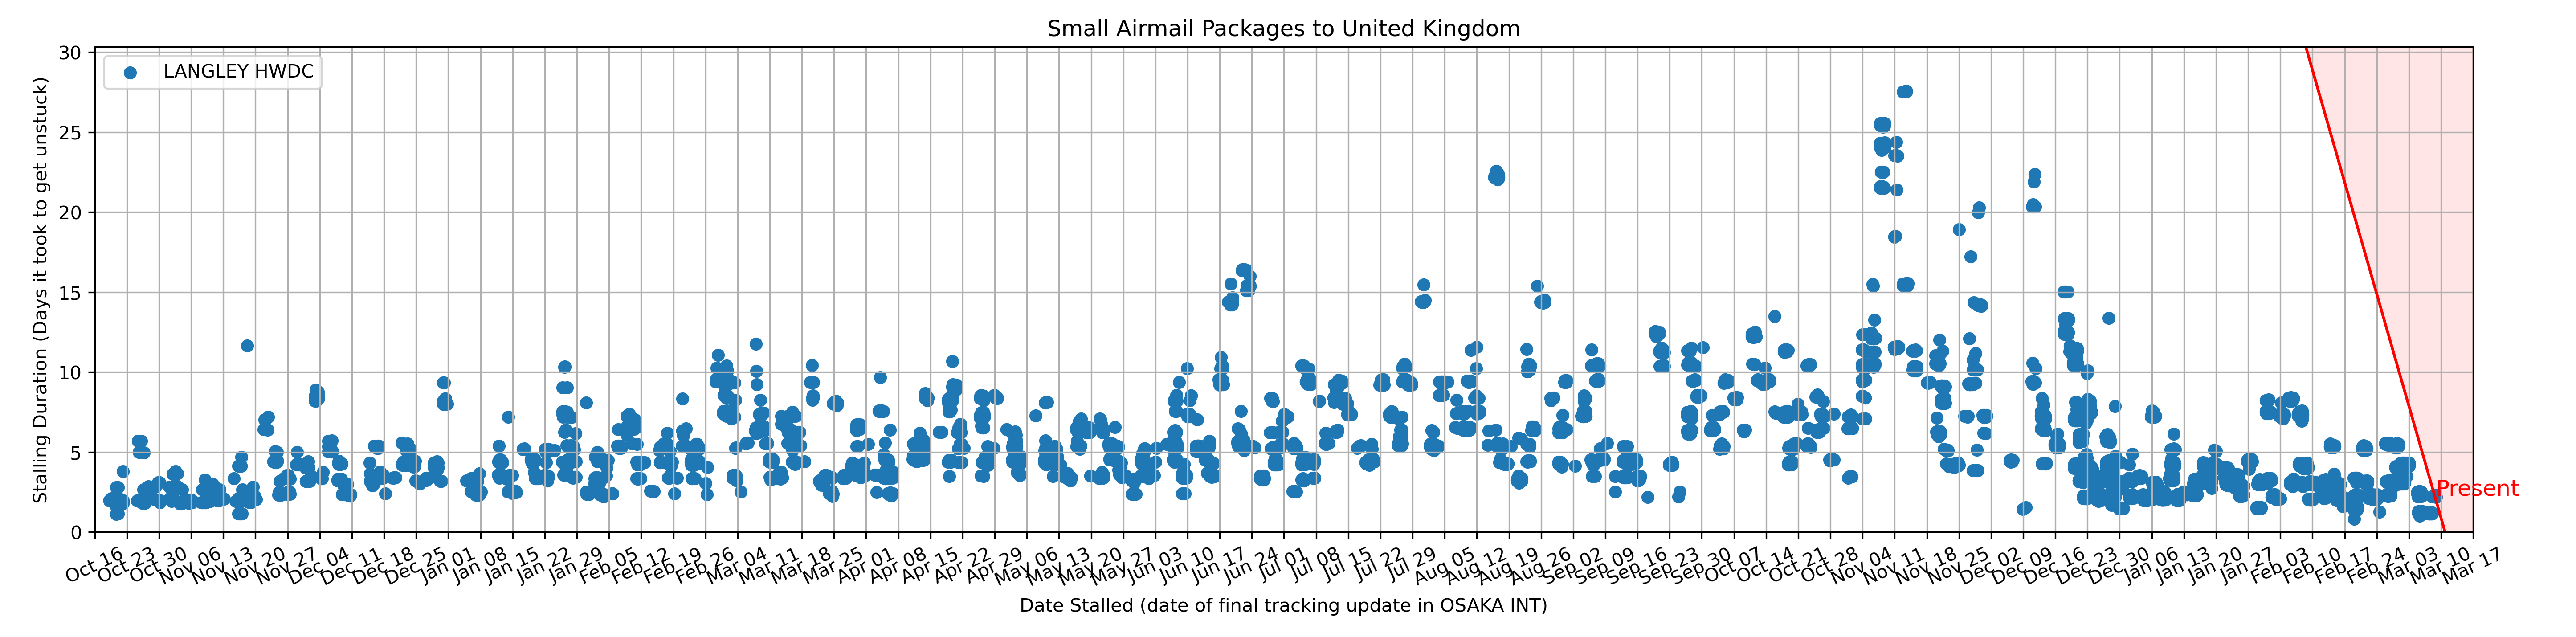 Small Airmail Packages to United Kingdom
LANGLEY HWDC
Stalling Duration (Days it took to get unstuck)
30
25
20
15
10
5
0
Present
Oct 16 Oct 23 Oct 30 Nov 06 Nov 13 Nov 20 Nov 27 Dec 04 Dec 11 Dec 18 Dec 25 Jan 01 Jan 08 Jan 15 Jan 22 Jan 29 Feb 05 Feb 12 Feb 19 Feb 26 Mar 04 Mar 11 Mar 18 Mar 25 Apr 01 Apr 08 Apr 15 Apr 22 Apr 29 May 06 May 13 May 20 May 27 Jun 03 Jun 10 Jun 17 Jun 24 Jul 01 Jul 08 Jul 15 Jul 22 Jul 29 Aug 05 Aug 12 Aug 19 Aug 26 Sep 02 Sep 09 Sep 16 Sep 23 Sep 30 Oct 07 Oct 14 Oct 21 Oct 28 Nov 04 Nov 11 Nov 18 Nov 25 Dec 02 Dec 09 Dec 16 Dec 23 Dec 30 Jan 06 Jan 13 Jan 20 Jan 27 Feb 03 Feb 10 Feb 17 Feb 24 Mar 03 Mar 10 Mar 17
Date Stalled (date of final tracking update in OSAKA INT)